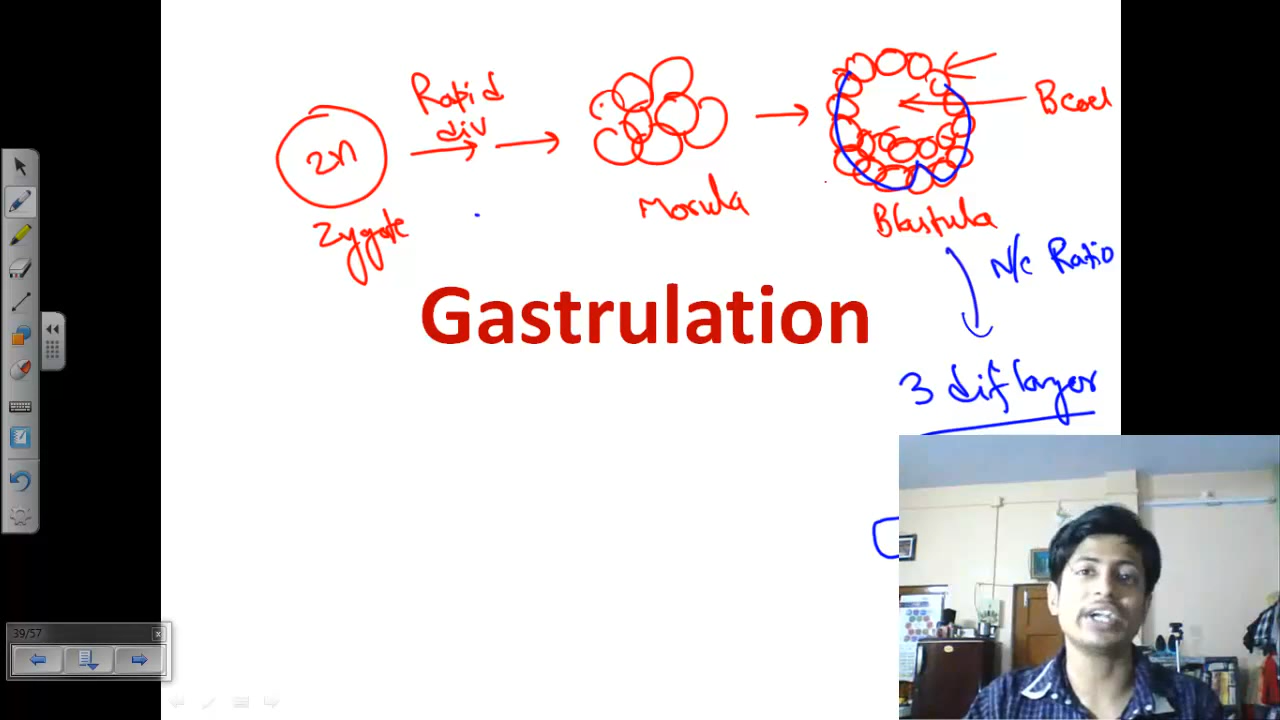 Rapid
div
2n
Bcoel
Zygote
Morula
Blastula
N/c Ratio
Gastrulation
3 dif layer
39/57